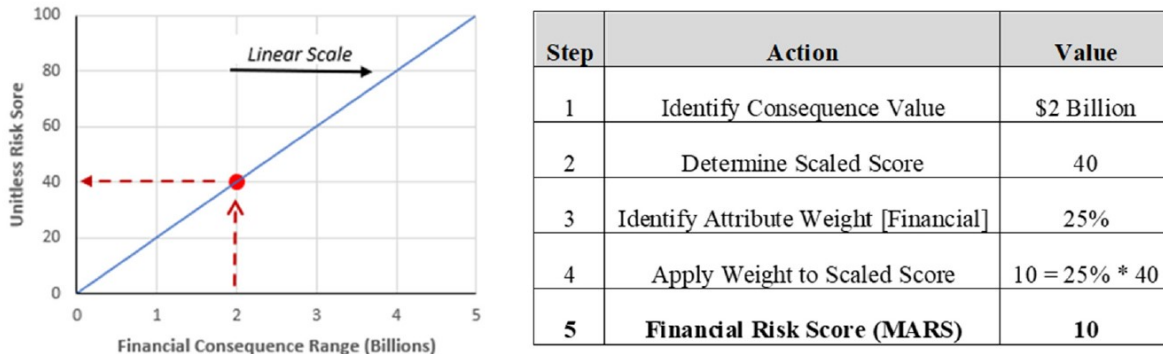 100
80
60
40
20
0
Unitless Risk Sore
Linear Scale
0 1 2 3 4 5
Financial Consequence Range (Billions)
Step Action Value
1 Identify Consequence Value $2 Billion
2 Determine Scaled Score 40
3 Identify Attribute Weight [Financial] 25%
4 Apply Weight to Scaled Score 10 = 25% * 40
5 Financial Risk Score (MARS) 10